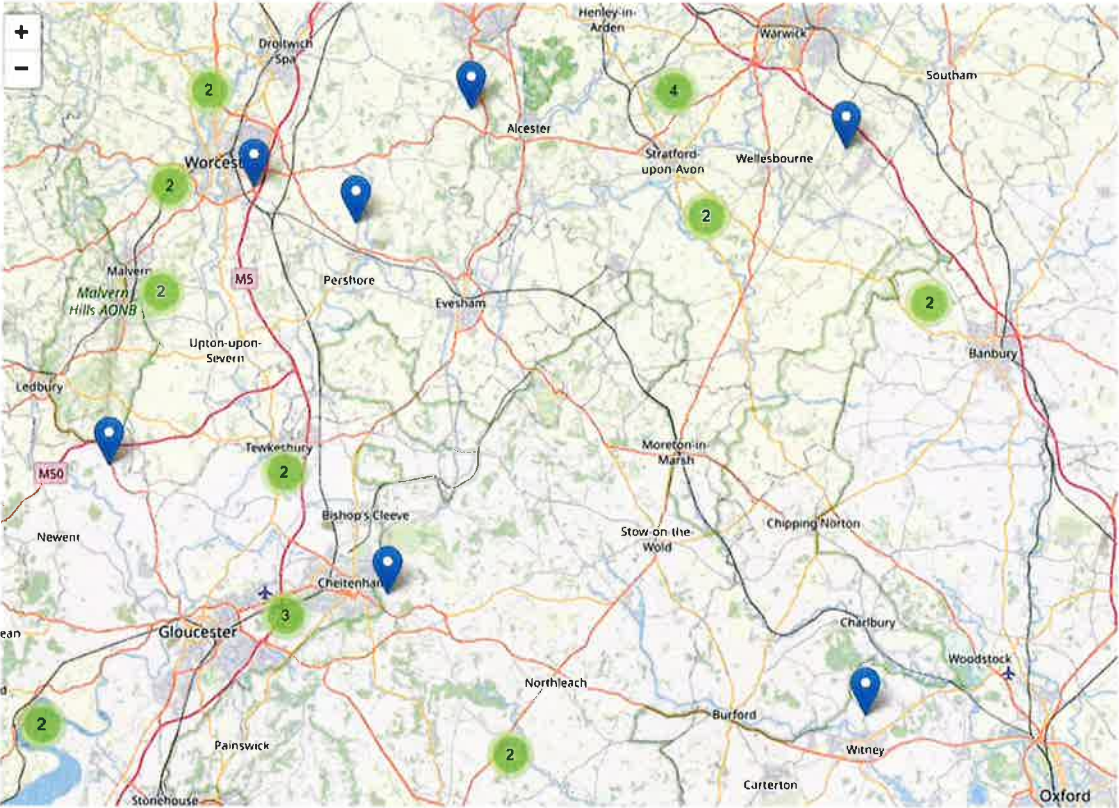 +
−
Henley-in-
Arden
Droitwich
Spa
Warwick
Southam
2
4
Alcester
Worcest
Stratford-
upon-Avon
Wellesbourne
2
2
Malvern
M5
Pershore
Malvern
Hills AONB
2
Evesham
2
Upton-upon-
Severn
Banbury
Ledbury
Tewkesbury
Moreton-in-
Marsh
M50
2
Bishop's Cleeve
Chipping Norton
Newent
Stow-on-the-
Wold
Cheltenham
3
Gloucester
ean
Charlbury
Woodstock
d
Northleach
2
Burford
Painswick
2
Witney
Carterton
Stonehouse
Oxford